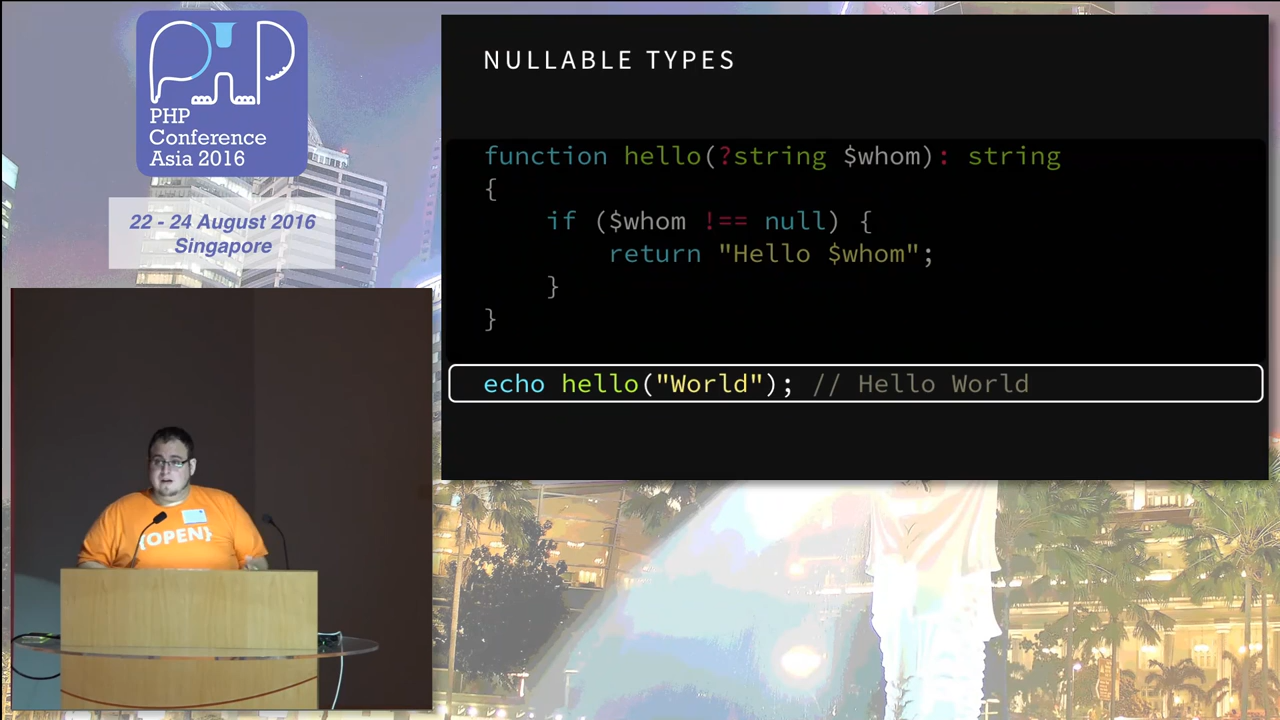 PHP
PHP
Conference
Asia 2016
22 - 24 August 2016
Singapore
NULLABLE TYPES
function hello(?string $whom): string
{
    if ($whom !== null) {
        return "Hello $whom";
    }
}
echo hello("World"); // Hello World
{OPEN}